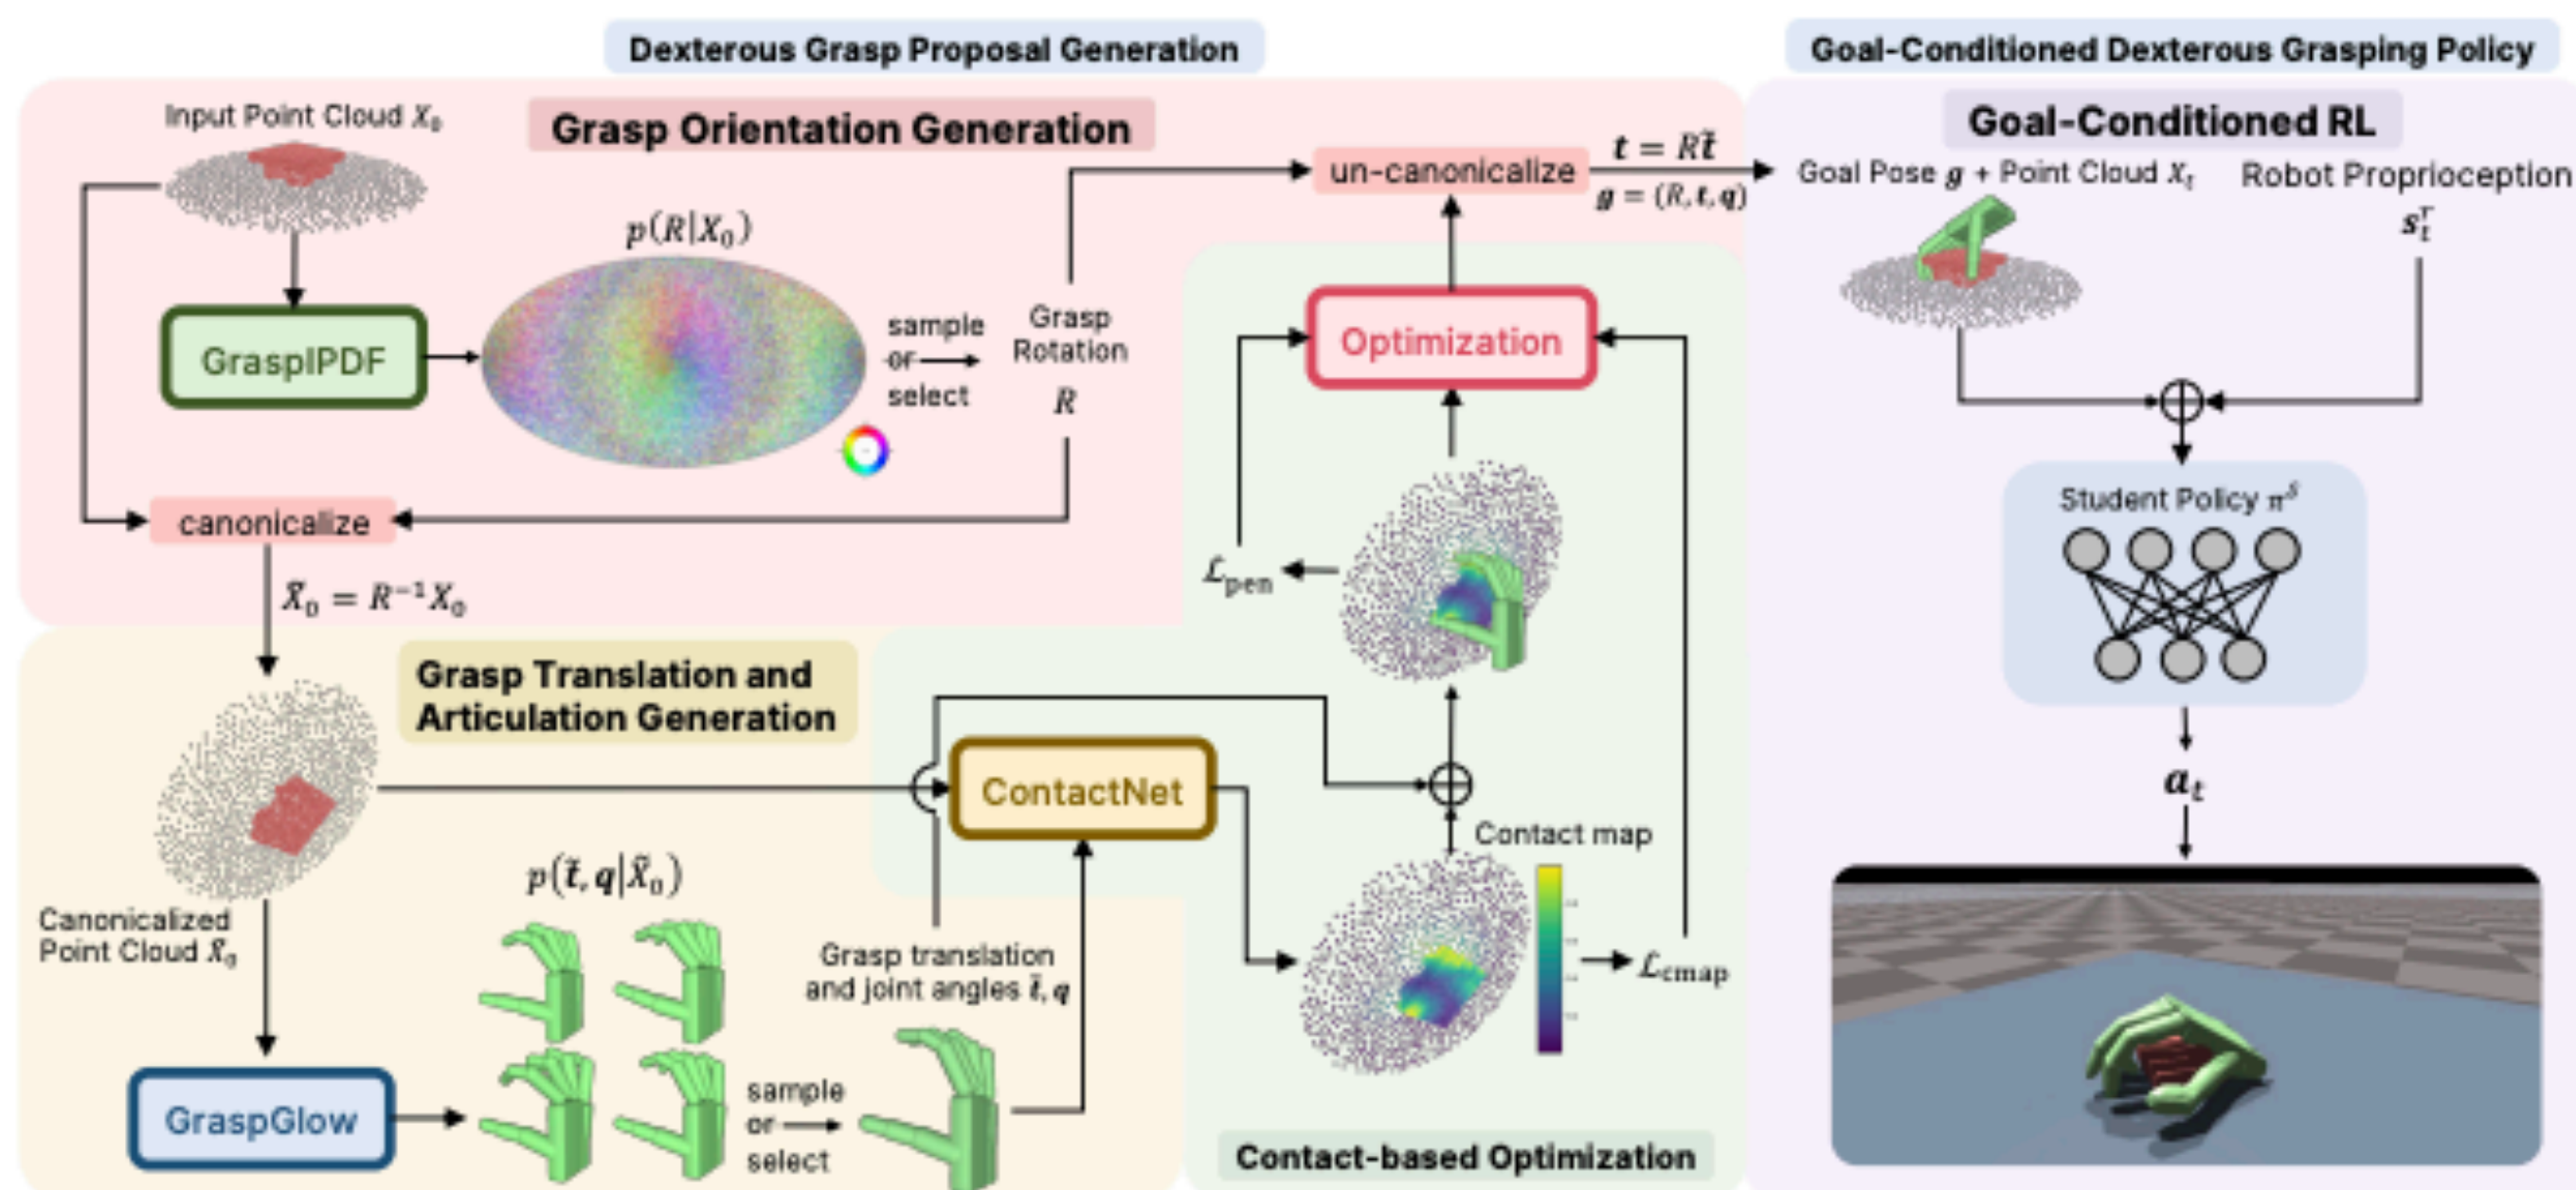 Dexterous Grasp Proposal Generation
Goal-Conditioned Dexterous Grasping Policy
Input Point Cloud X₀
Grasp Orientation Generation
p(R|X₀)
GraspIPDF
sample
or
select
Grasp
Rotation
R
canonicalize
X̃₀ = R⁻¹X₀
un-canonicalize
t = Rt̃
g = (R, t, q)
Optimization
ℒpen
Grasp Translation and
Articulation Generation
ContactNet
Contact map
ℒcmap
Contact-based Optimization
Canonicalized
Point Cloud X̃₀
p(t̃, q|X̃₀)
Grasp translation
and joint angles t̃, q
GraspGlow
sample
or
select
Goal-Conditioned RL
Goal Pose g + Point Cloud Xₜ
Robot Proprioception
sₜʳ
Student Policy πˢ
aₜ